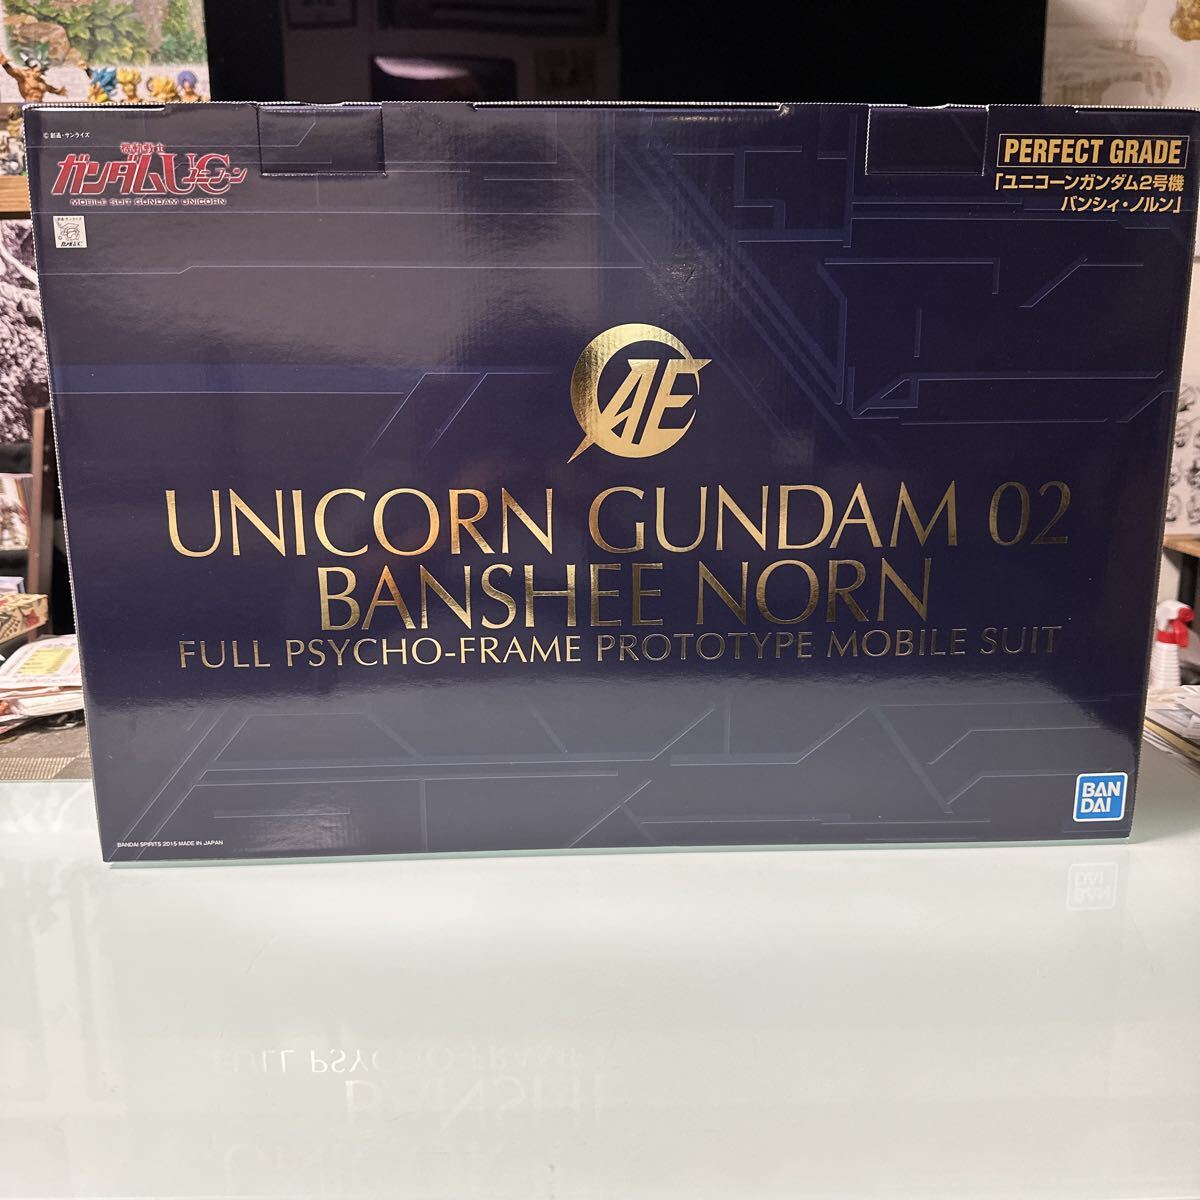 © 創通・サンライズ
機動戦士
ガンダムUC
ユニコーン
MOBILE SUIT GUNDAM UNICORN
PERFECT GRADE
「ユニコーンガンダム2号機
バンシィ・ノルン」
AE
UNICORN GUNDAM 02
BANSHEE NORN
FULL PSYCHO-FRAME PROTOTYPE MOBILE SUIT
BAN
DAI
BANDAI SPIRITS 2015 MADE IN JAPAN